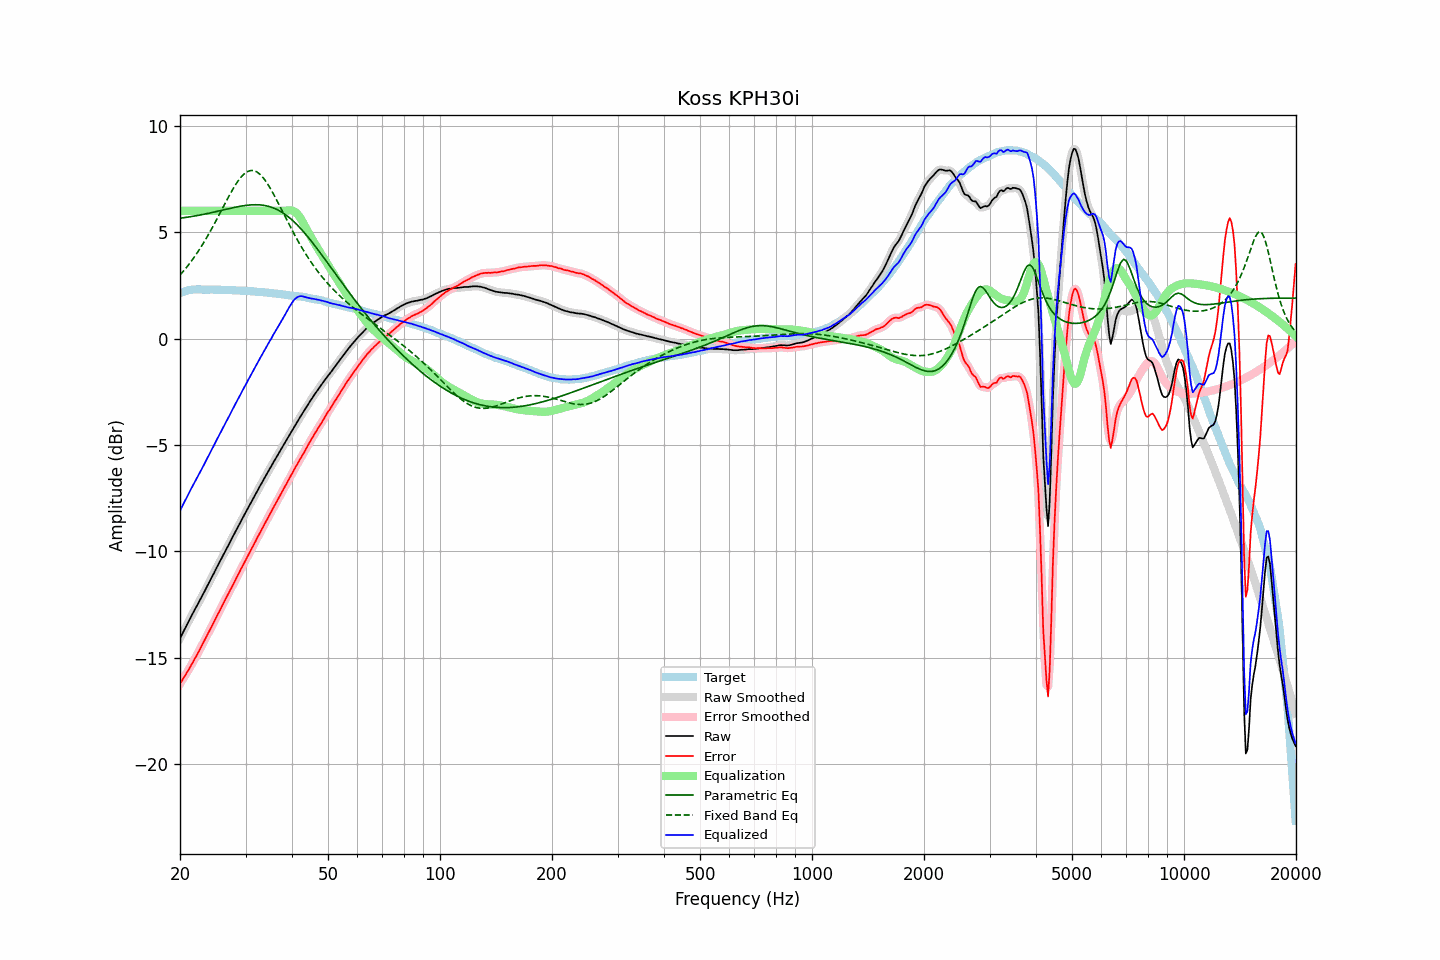 Koss KPH30i
Amplitude (dBr)
10
5
0
−5
−10
−15
−20
20
50
100
200
500
1000
2000
5000
10000
20000
Frequency (Hz)
Target
Raw Smoothed
Error Smoothed
Raw
Error
Equalization
Parametric Eq
Fixed Band Eq
Equalized